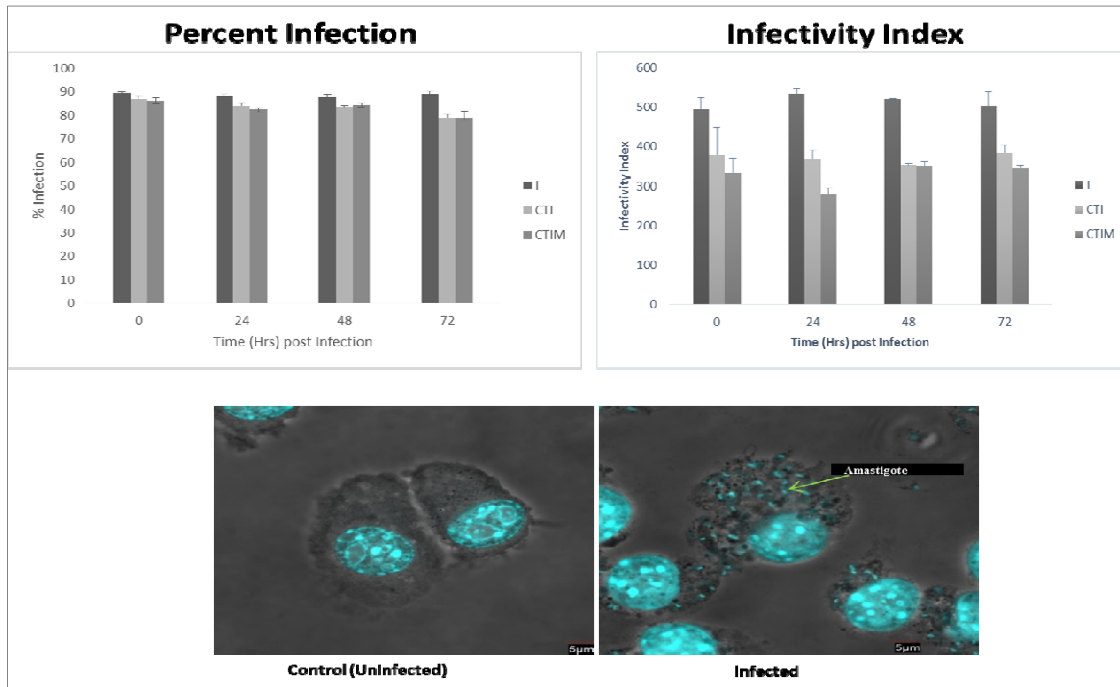 Percent Infection
100
90
80
70
60
50
40
30
20
10
0
% Infection
0 24 48 72
Time (Hrs) post Infection
I
CTI
CTIM
Infectivity Index
600
500
400
300
200
100
0
Infectivity Index
0 24 48 72
Time (Hrs) post Infection
I
CTI
CTIM
5µm
Control (Uninfected)
Amastigote
5µm
Infected